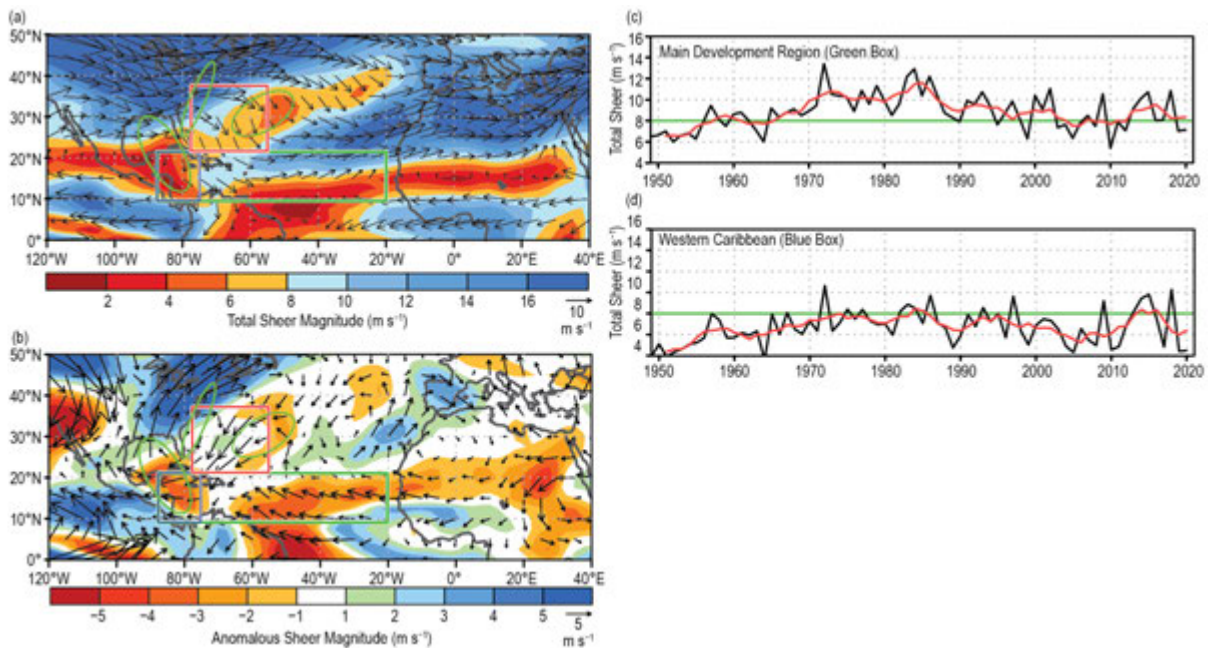 (a)
50°N
40°N
30°N
20°N
10°N
0°
120°W 100°W 80°W 60°W 40°W 20°W 0° 20°E 40°E
2 4 6 8 10 12 14 16
10
m s⁻¹
Total Sheer Magnitude (m s⁻¹)
(b)
50°N
40°N
30°N
20°N
10°N
0°
120°W 100°W 80°W 60°W 40°W 20°W 0° 20°E 40°E
−5 −4 −3 −2 −1 1 2 3 4 5
5
m s⁻¹
Anomalous Sheer Magnitude (m s⁻¹)
(c)
Main Development Region (Green Box)
Total Sheer (m s⁻¹)
16
14
12
10
8
6
4
1950 1960 1970 1980 1990 2000 2010 2020
(d)
Western Caribbean (Blue Box)
Total Sheer (m s⁻¹)
16
14
12
10
8
6
4
1950 1960 1970 1980 1990 2000 2010 2020